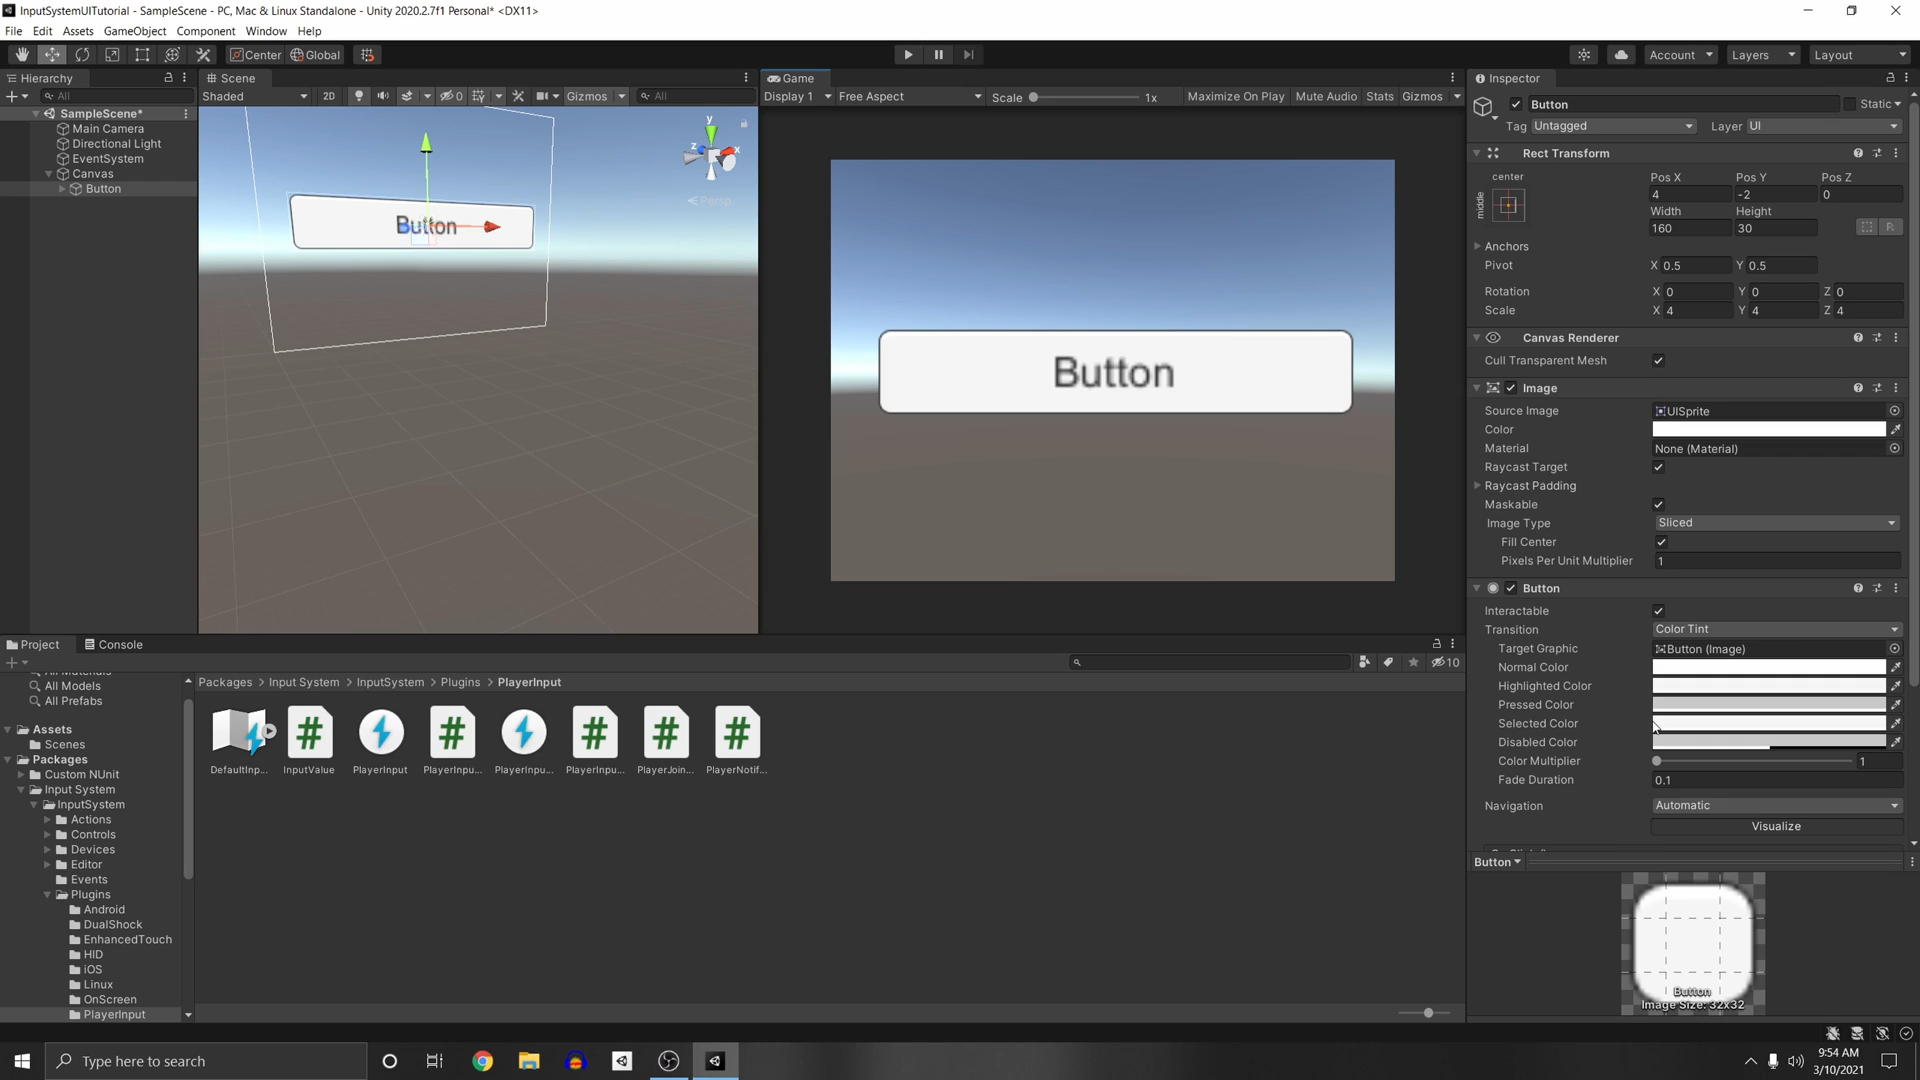 InputSystemUITutorial - SampleScene - PC, Mac & Linux Standalone - Unity 2020.2.7f1 Personal* <DX11>
File Edit Assets GameObject Component Window Help
Center Global Account Layers Layout
Hierarchy
All
SampleScene*
Main Camera
Directional Light
EventSystem
Canvas
Button
Scene
Shaded 2D 0 Gizmos All
y
z x
Persp
Button
Game
Display 1 Free Aspect Scale 1x Maximize On Play Mute Audio Stats Gizmos
Button
Inspector
Button Static
Tag Untagged Layer UI
Rect Transform
center Pos X Pos Y Pos Z
middle 4 -2 0
Width Height
160 30 R
Anchors
Pivot X 0.5 Y 0.5
Rotation X 0 Y 0 Z 0
Scale X 4 Y 4 Z 4
Canvas Renderer
Cull Transparent Mesh
Image
Source Image UISprite
Color
Material None (Material)
Raycast Target
Raycast Padding
Maskable
Image Type Sliced
Fill Center
Pixels Per Unit Multiplier 1
Button
Interactable
Transition Color Tint
Target Graphic Button (Image)
Normal Color
Highlighted Color
Pressed Color
Selected Color
Disabled Color
Color Multiplier 1
Fade Duration 0.1
Navigation Automatic
Visualize
Button
Button
Image Size: 32x32
Project Console
10
All Models
All Prefabs
Assets
Scenes
Packages
Custom NUnit
Input System
InputSystem
Actions
Controls
Devices
Editor
Events
Plugins
Android
DualShock
EnhancedTouch
HID
iOS
Linux
OnScreen
PlayerInput
Packages > Input System > InputSystem > Plugins > PlayerInput
DefaultInp... InputValue PlayerInput PlayerInpu... PlayerInpu... PlayerInpu... PlayerJoin... PlayerNotif...
Type here to search
9:54 AM
3/10/2021